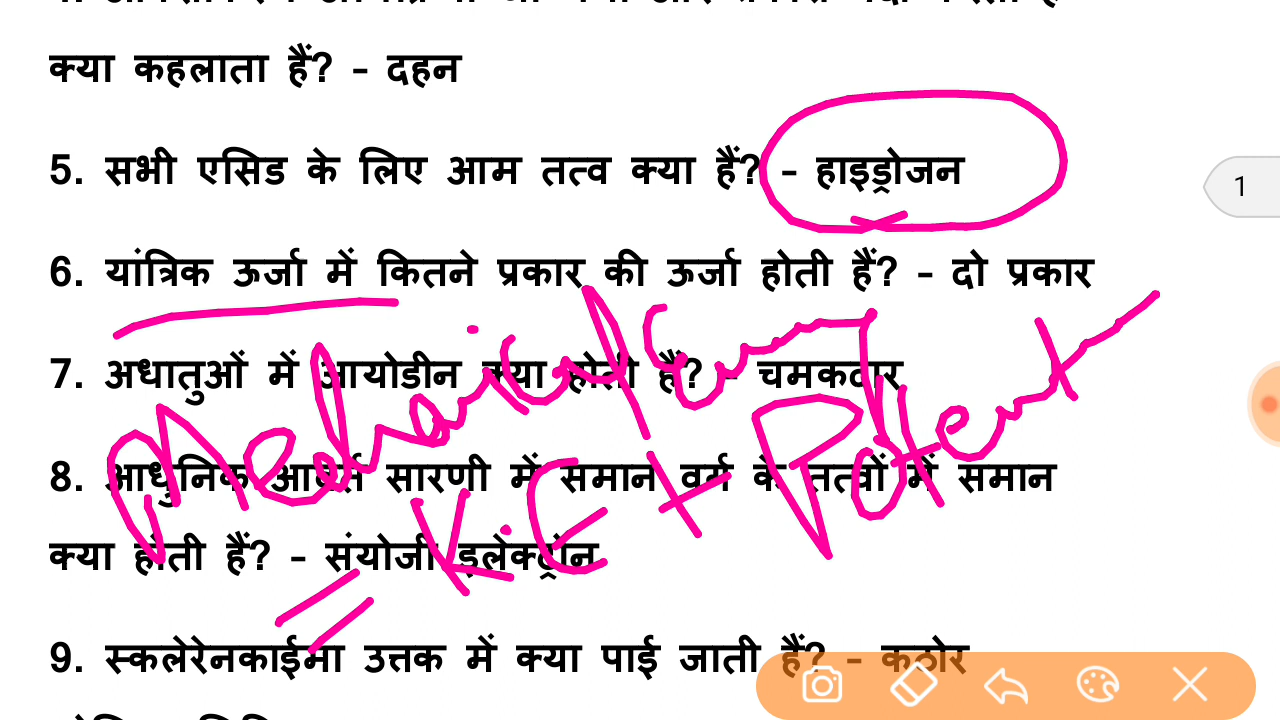 क्या कहलाता हैं? - दहन
5. सभी एसिड के लिए आम तत्व क्या हैं? - हाइड्रोजन
1
6. यांत्रिक ऊर्जा में कितने प्रकार की ऊर्जा होती हैं? - दो प्रकार
7. अधातुओं में आयोडीन क्या होती हैं? - चमकदार
Mechanical
8. आधुनिक आवर्त सारणी में समान वर्ग के तत्वों में समान
= K.E + Potent
क्या होती हैं? - संयोजी इलेक्ट्रोन
9. स्कलेरेनकाईमा उत्तक में क्या पाई जाती हैं? - कठोर